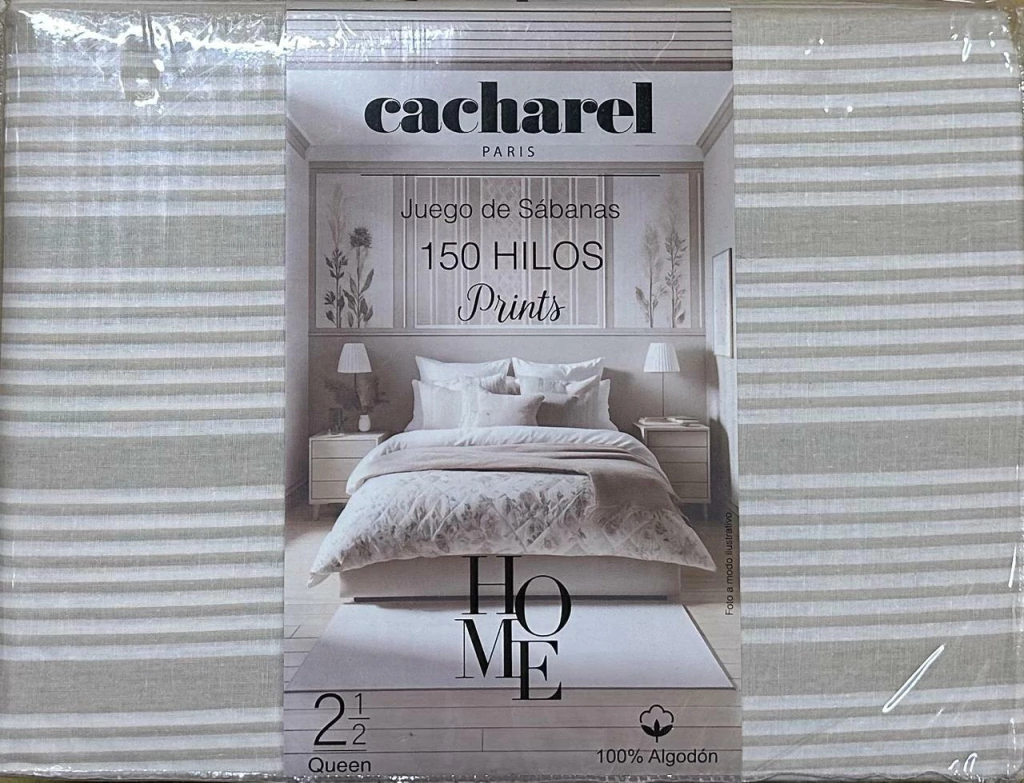 cacharel
PARIS
Juego de Sábanas
150 HILOS
Prints
Foto a modo ilustrativo
HO
ME
2 1/2
Queen
100% Algodón